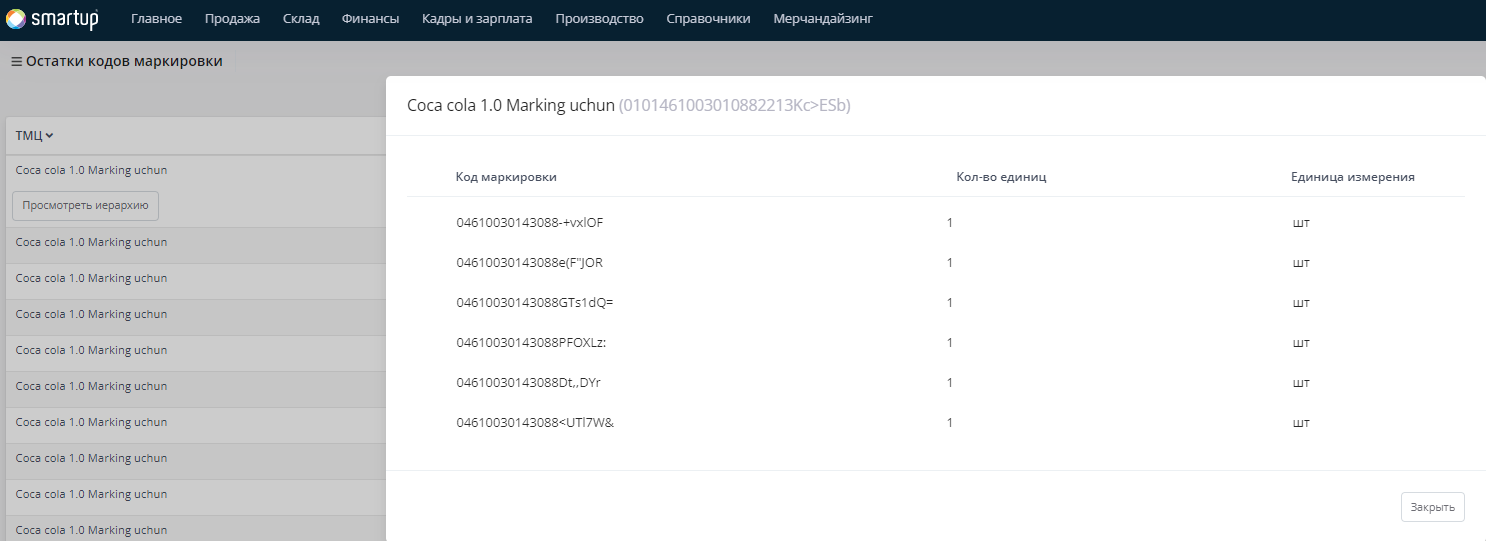 smartup Главное Продажа Склад Финансы Кадры и зарплата Производство Справочники Мерчандайзинг
Остатки кодов маркировки
Coca cola 1.0 Marking uchun (0101461003010882213Kc>ESb)
ТМЦ
Coca cola 1.0 Marking uchun
Просмотреть иерархию
Coca cola 1.0 Marking uchun
Coca cola 1.0 Marking uchun
Coca cola 1.0 Marking uchun
Coca cola 1.0 Marking uchun
Coca cola 1.0 Marking uchun
Coca cola 1.0 Marking uchun
Coca cola 1.0 Marking uchun
Coca cola 1.0 Marking uchun
Coca cola 1.0 Marking uchun
Код маркировки Кол-во единиц Единица измерения
04610030143088-+vxlOF 1 шт
04610030143088e(F"JOR 1 шт
04610030143088GTs1dQ= 1 шт
04610030143088PFOXLz: 1 шт
04610030143088Dt,,DYr 1 шт
04610030143088<UTl7W& 1 шт
Закрыть